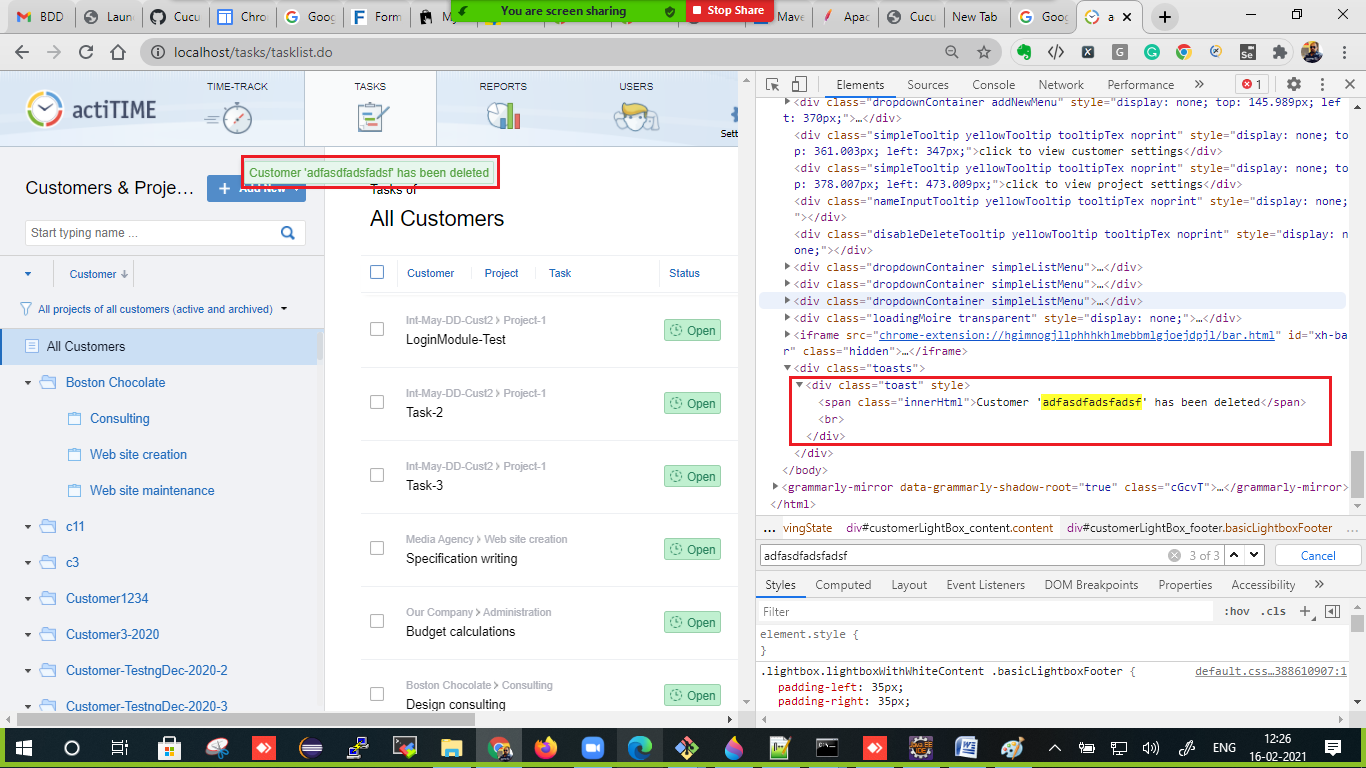 BDD
Laun
Cucu
Chro
Goog
Form
You are screen sharing
Stop Share
Mave
Apac
Cucu
New Tab
Goog
a
localhost/tasks/tasklist.do
actiTIME
TIME-TRACK
TASKS
REPORTS
USERS
Sett
Customers & Proje…
Add New
Customer 'adfasdfadsfadsf' has been deleted
Start typing name ...
Customer
All projects of all customers (active and archived)
All Customers
Boston Chocolate
Consulting
Web site creation
Web site maintenance
c11
c3
Customer1234
Customer3-2020
Customer-TestngDec-2020-2
Customer-TestngDec-2020-3
Tasks of
All Customers
Customer Project Task Status
Int-May-DD-Cust2 > Project-1
LoginModule-Test
Open
Int-May-DD-Cust2 > Project-1
Task-2
Open
Int-May-DD-Cust2 > Project-1
Task-3
Open
Media Agency > Web site creation
Specification writing
Open
Our Company > Administration
Budget calculations
Open
Boston Chocolate > Consulting
Design consulting
Open
Elements Sources Console Network Performance » 1
<div class="dropdownContainer addNewMenu" style="display: none; top: 145.989px; lef
t: 370px;">…</div>
<div class="simpleTooltip yellowTooltip tooltipTex noprint" style="display: none; to
p: 361.003px; left: 347px;">click to view customer settings</div>
<div class="simpleTooltip yellowTooltip tooltipTex noprint" style="display: none; to
p: 378.007px; left: 473.009px;">click to view project settings</div>
<div class="nameInputTooltip yellowTooltip tooltipTex noprint" style="display: none;
"></div>
<div class="disableDeleteTooltip yellowTooltip tooltipTex noprint" style="display: n
one;"></div>
<div class="dropdownContainer simpleListMenu">…</div>
<div class="dropdownContainer simpleListMenu">…</div>
<div class="dropdownContainer simpleListMenu">…</div>
<div class="loadingMoire transparent" style="display: none;">…</div>
<iframe src="chrome-extension://hgimnogjllphhhkhlmebbmlgjoejdpjl/bar.html" id="xh-ba
r" class="hidden">…</iframe>
<div class="toasts">
<div class="toast" style>
<span class="innerHtml">Customer 'adfasdfadsfadsf' has been deleted</span>
<br>
</div>
</div>
</body>
<grammarly-mirror data-grammarly-shadow-root="true" class="cGcvT">…</grammarly-mirror>
</html>
... vingState div#customerLightBox_content.content div#customerLightBox_footer.basicLightboxFooter ...
adfasdfadsfadsf 3 of 3 Cancel
Styles Computed Layout Event Listeners DOM Breakpoints Properties Accessibility »
Filter :hov .cls +
element.style {
}
.lightbox.lightboxWithWhiteContent .basicLightboxFooter { default.css…388610907:1
padding-left: 35px;
padding-right: 35px;
ENG
12:26
16-02-2021